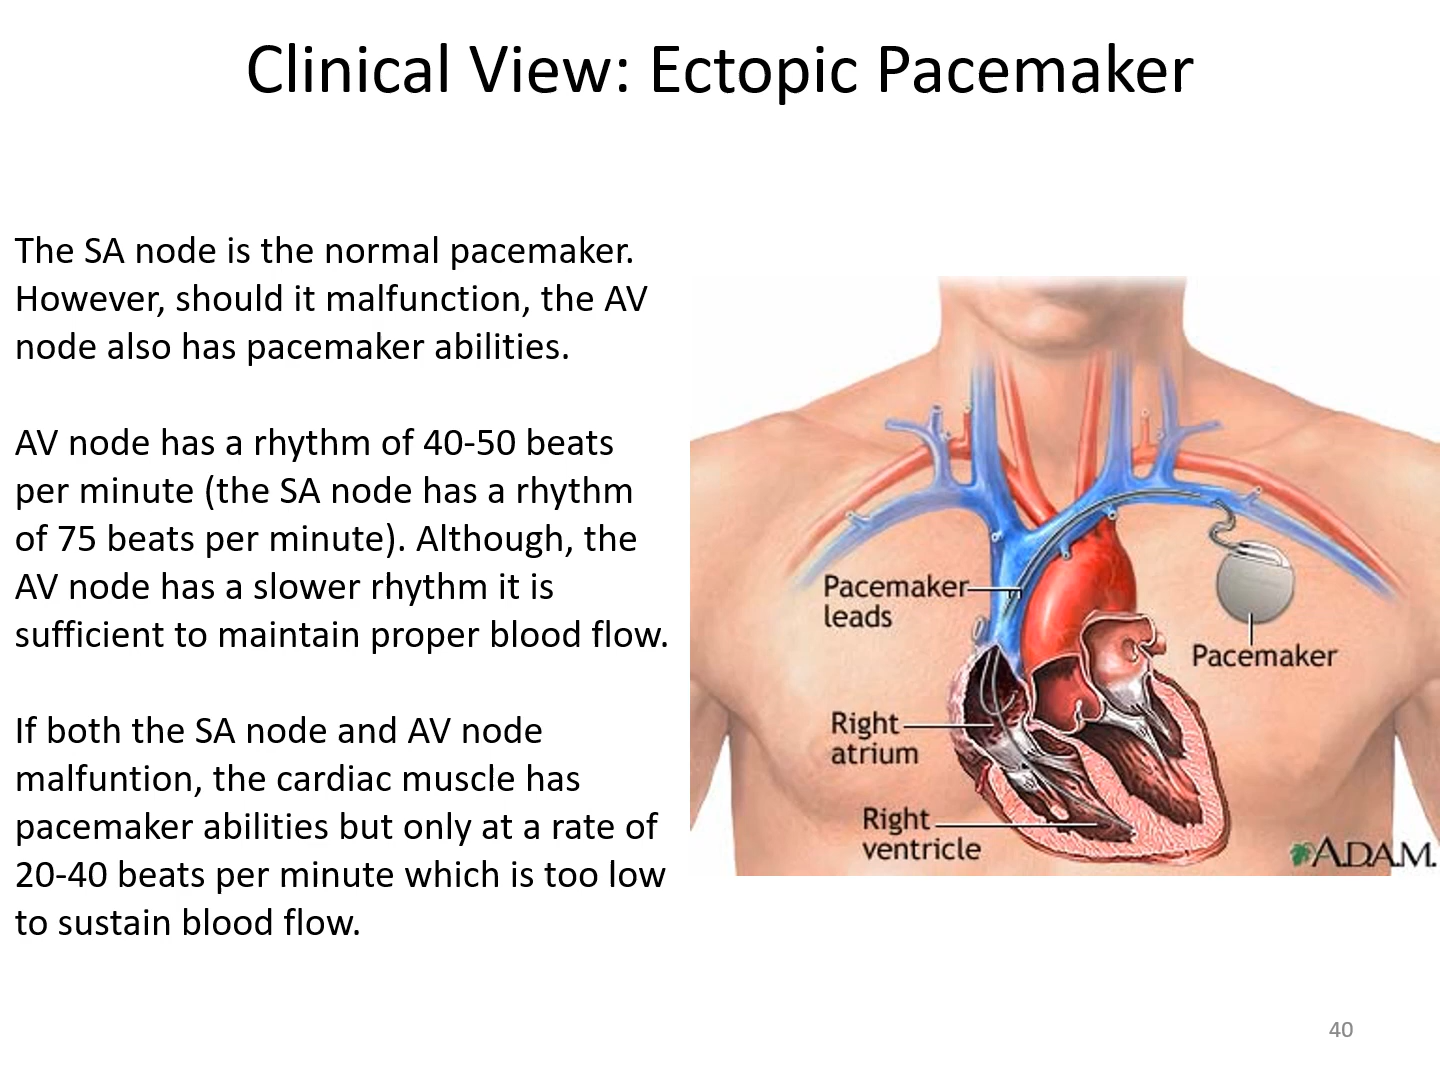 Clinical View: Ectopic Pacemaker
The SA node is the normal pacemaker.
However, should it malfunction, the AV
node also has pacemaker abilities.
AV node has a rhythm of 40-50 beats
per minute (the SA node has a rhythm
of 75 beats per minute). Although, the
AV node has a slower rhythm it is
sufficient to maintain proper blood flow.
If both the SA node and AV node
malfuntion, the cardiac muscle has
pacemaker abilities but only at a rate of
20-40 beats per minute which is too low
to sustain blood flow.
Pacemaker
leads
Pacemaker
Right
atrium
Right
ventricle
A.D.A.M.
40